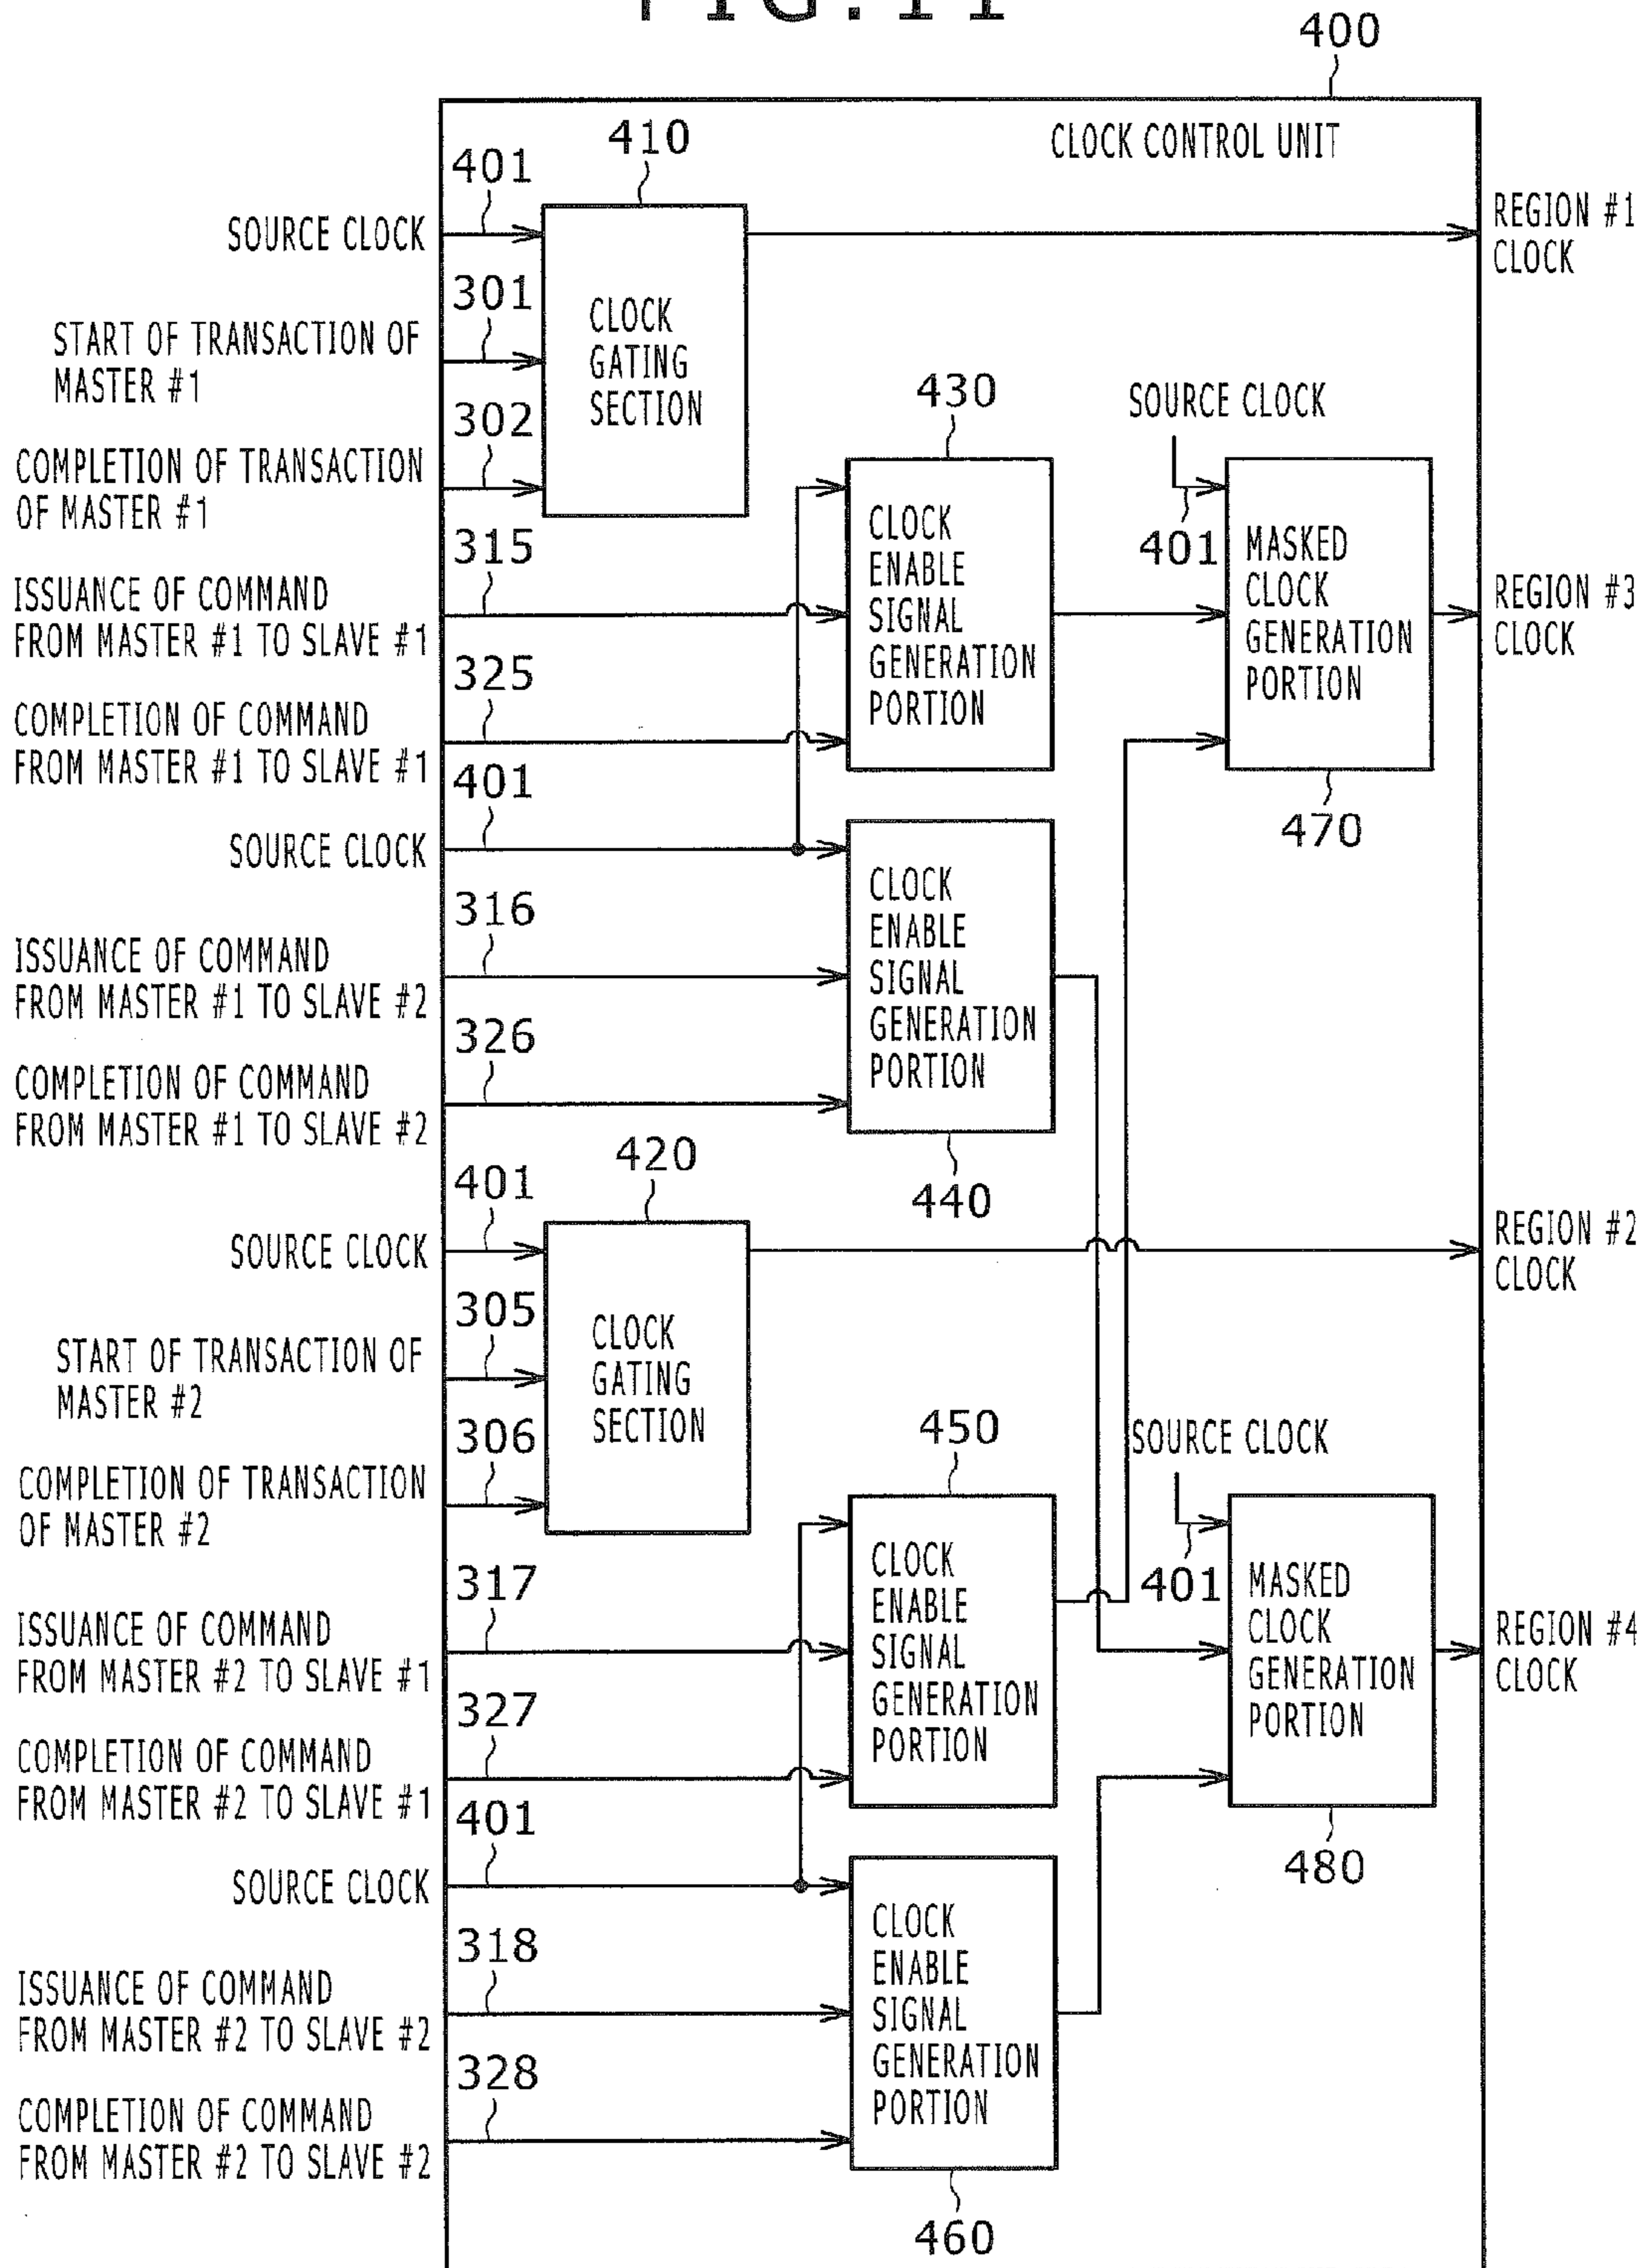 FIG.11
400
CLOCK CONTROL UNIT
410
401
SOURCE CLOCK
REGION #1
CLOCK
301
START OF TRANSACTION OF
MASTER #1
CLOCK
GATING
SECTION
302
COMPLETION OF TRANSACTION
OF MASTER #1
430
SOURCE CLOCK
401
315
ISSUANCE OF COMMAND
FROM MASTER #1 TO SLAVE #1
CLOCK
ENABLE
SIGNAL
GENERATION
PORTION
MASKED
CLOCK
GENERATION
PORTION
REGION #3
CLOCK
325
COMPLETION OF COMMAND
FROM MASTER #1 TO SLAVE #1
470
401
SOURCE CLOCK
316
ISSUANCE OF COMMAND
FROM MASTER #1 TO SLAVE #2
CLOCK
ENABLE
SIGNAL
GENERATION
PORTION
326
COMPLETION OF COMMAND
FROM MASTER #1 TO SLAVE #2
440
420
401
SOURCE CLOCK
REGION #2
CLOCK
305
START OF TRANSACTION OF
MASTER #2
CLOCK
GATING
SECTION
306
COMPLETION OF TRANSACTION
OF MASTER #2
450
SOURCE CLOCK
401
317
ISSUANCE OF COMMAND
FROM MASTER #2 TO SLAVE #1
CLOCK
ENABLE
SIGNAL
GENERATION
PORTION
MASKED
CLOCK
GENERATION
PORTION
REGION #4
CLOCK
327
COMPLETION OF COMMAND
FROM MASTER #2 TO SLAVE #1
480
401
SOURCE CLOCK
318
ISSUANCE OF COMMAND
FROM MASTER #2 TO SLAVE #2
CLOCK
ENABLE
SIGNAL
GENERATION
PORTION
328
COMPLETION OF COMMAND
FROM MASTER #2 TO SLAVE #2
460